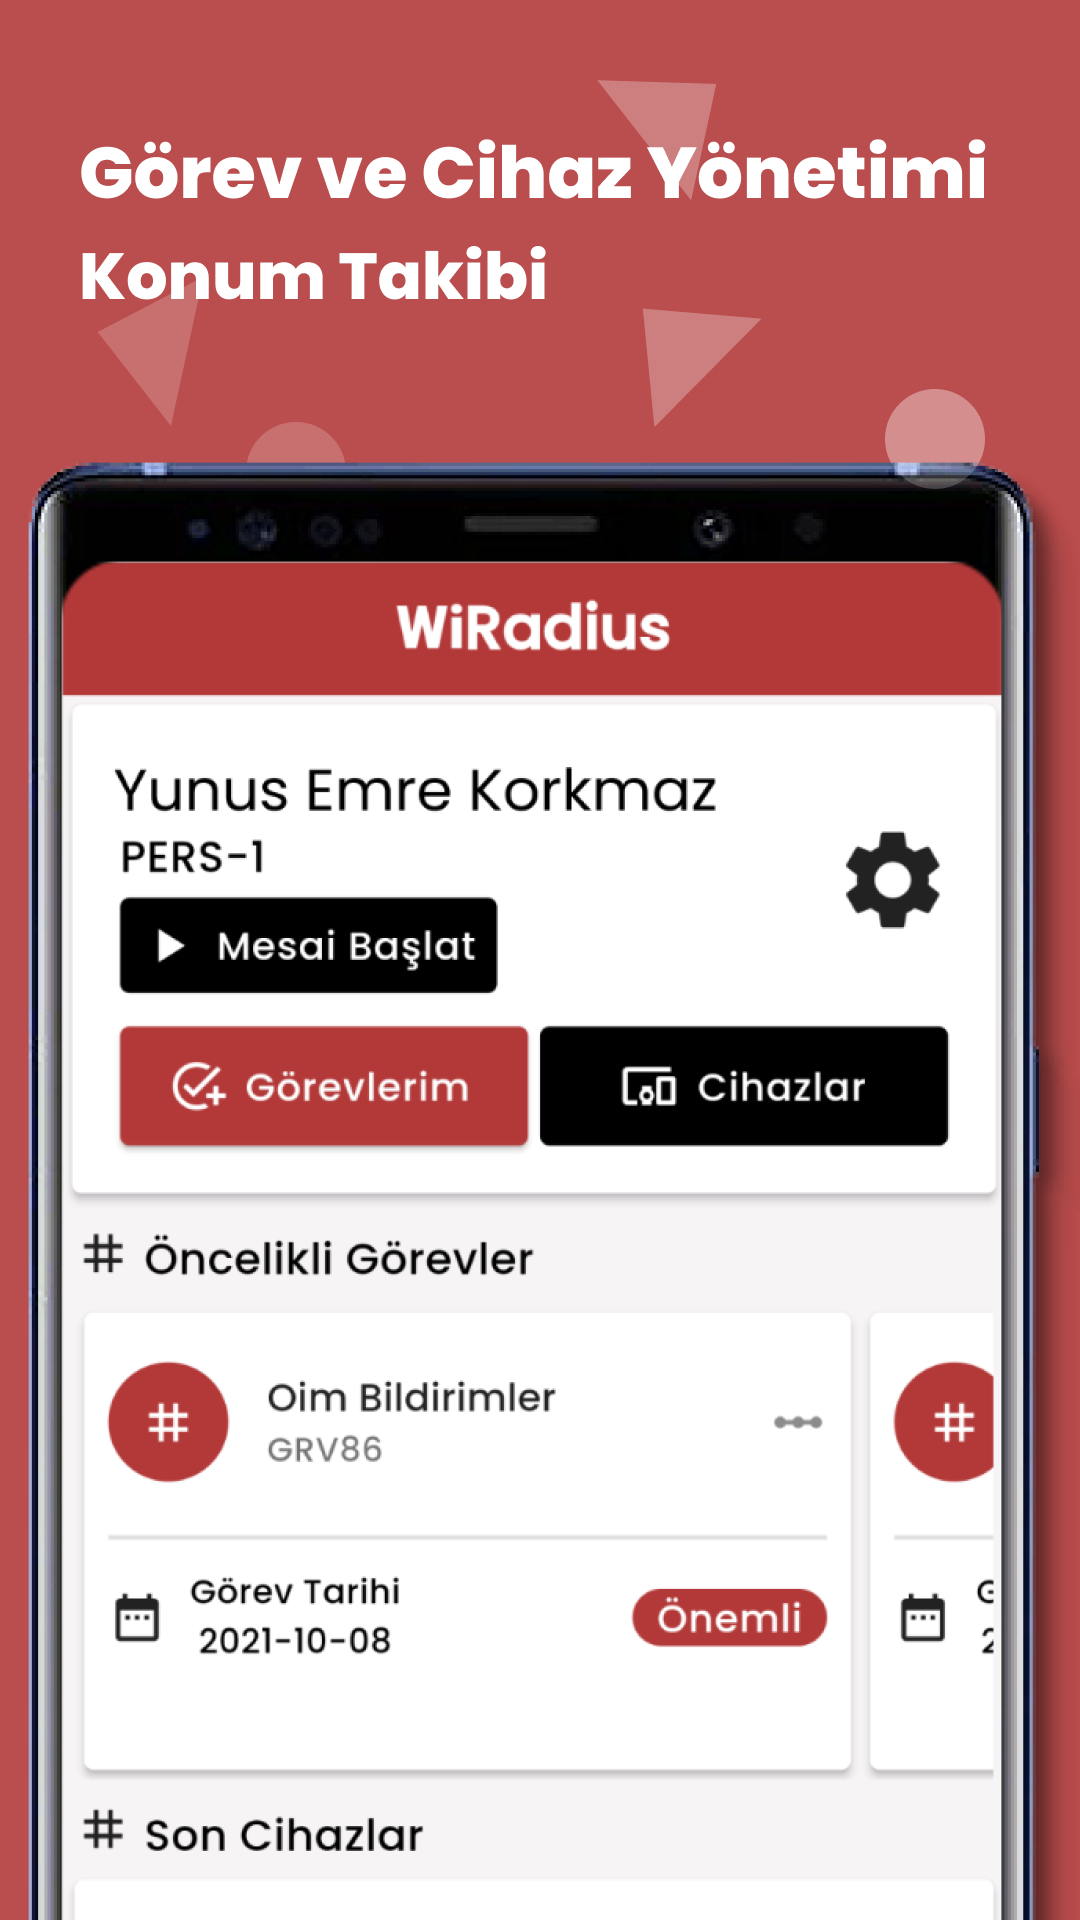 Görev ve Cihaz Yönetimi
Konum Takibi
WiRadius
Yunus Emre Korkmaz
PERS-1
Mesai Başlat
Görevlerim
Cihazlar
# Öncelikli Görevler
#
Oim Bildirimler
GRV86
#
Görev Tarihi
2021-10-08
Önemli
# Son Cihazlar